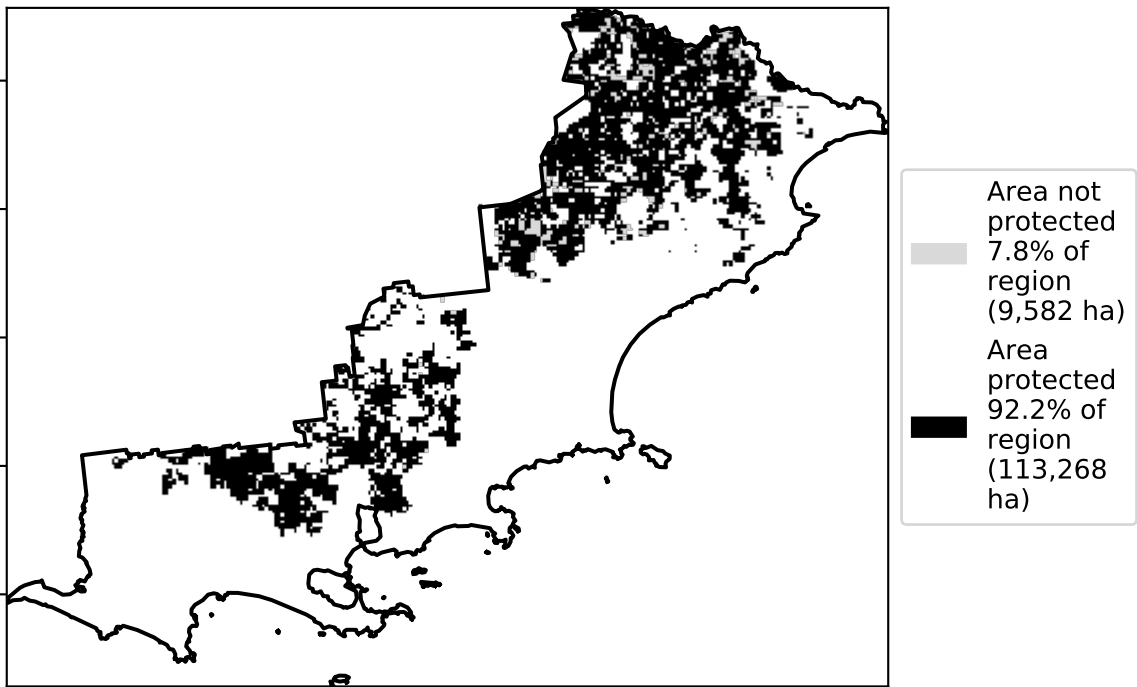 Area not
protected
7.8% of
region
(9,582 ha)
Area
protected
92.2% of
region
(113,268
ha)